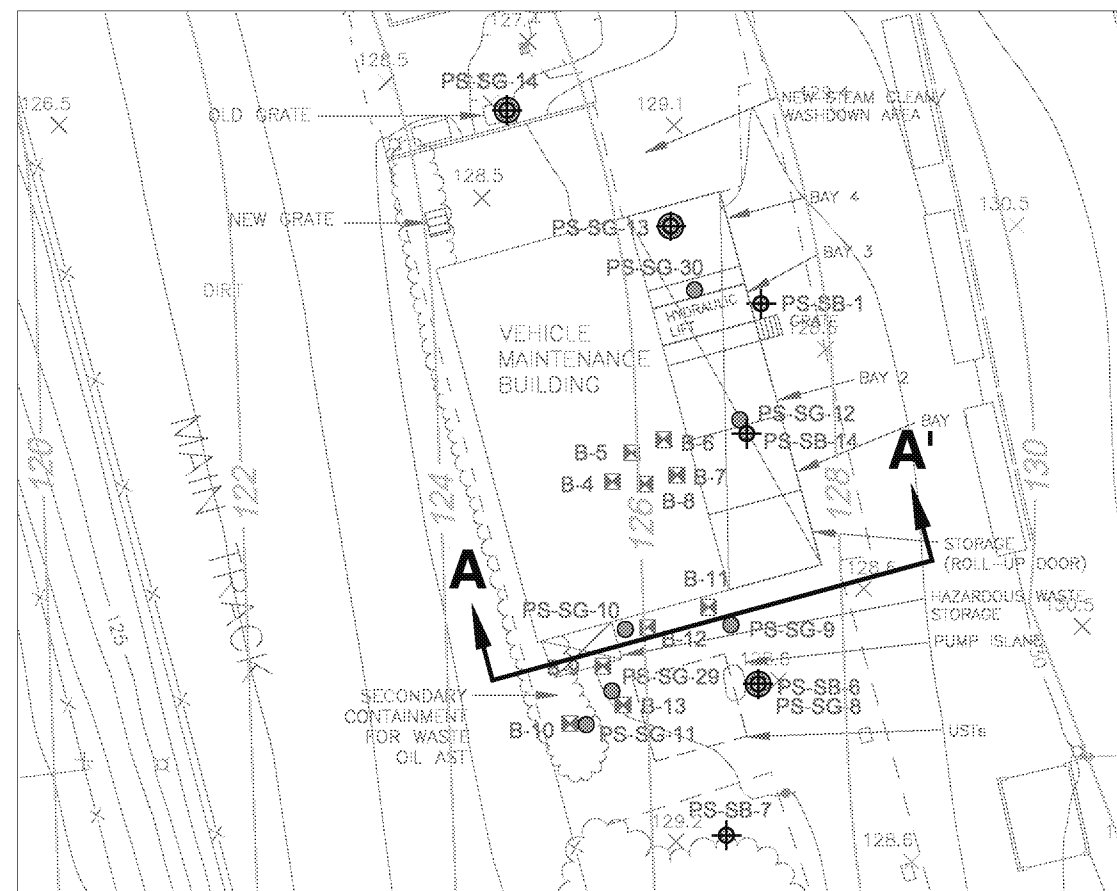 127.4
128.5
PS-SG-14
126.5
OLD GRATE
129.1
NEW STEAM CLEAN/
WASHDOWN AREA
128.5
BAY 4
130.5
NEW GRATE
PS-SG-13
PS-SG-30
BAY 3
DIRT
HYDRAULIC
LIFT
PS-SB-1
VEHICLE
MAINTENANCE
BUILDING
BAY 2
PS-SG-12
PS-SB-14
B-6
B-5
B-7
B-4
B-8
BAY
A'
MAIN TRACK
120
122
124
126
128
130
A
STORAGE
(ROLL-UP DOOR)
128.6
B-11
HAZARDOUS WASTE
STORAGE
130.5
PS-SG-10
B-12
PS-SG-9
PUMP ISLAND
125
B-9
PS-SG-29
PS-SB-6
PS-SG-8
SECONDARY
CONTAINMENT
FOR WASTE
OIL AST
B-13
B-10
PS-SG-11
USTs
PS-SB-7
129.2
128.6